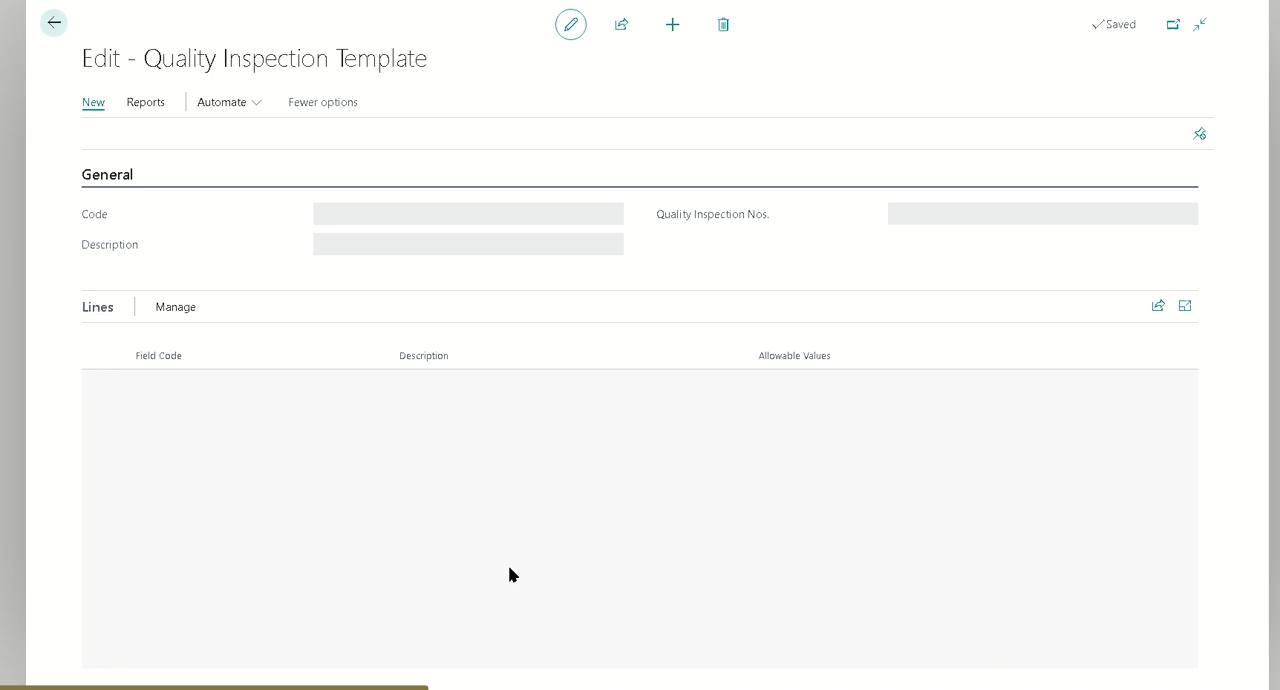 Saved
Edit - Quality Inspection Template
New Reports Automate Fewer options
General
Code Quality Inspection Nos.
Description
Lines Manage
Field Code Description Allowable Values